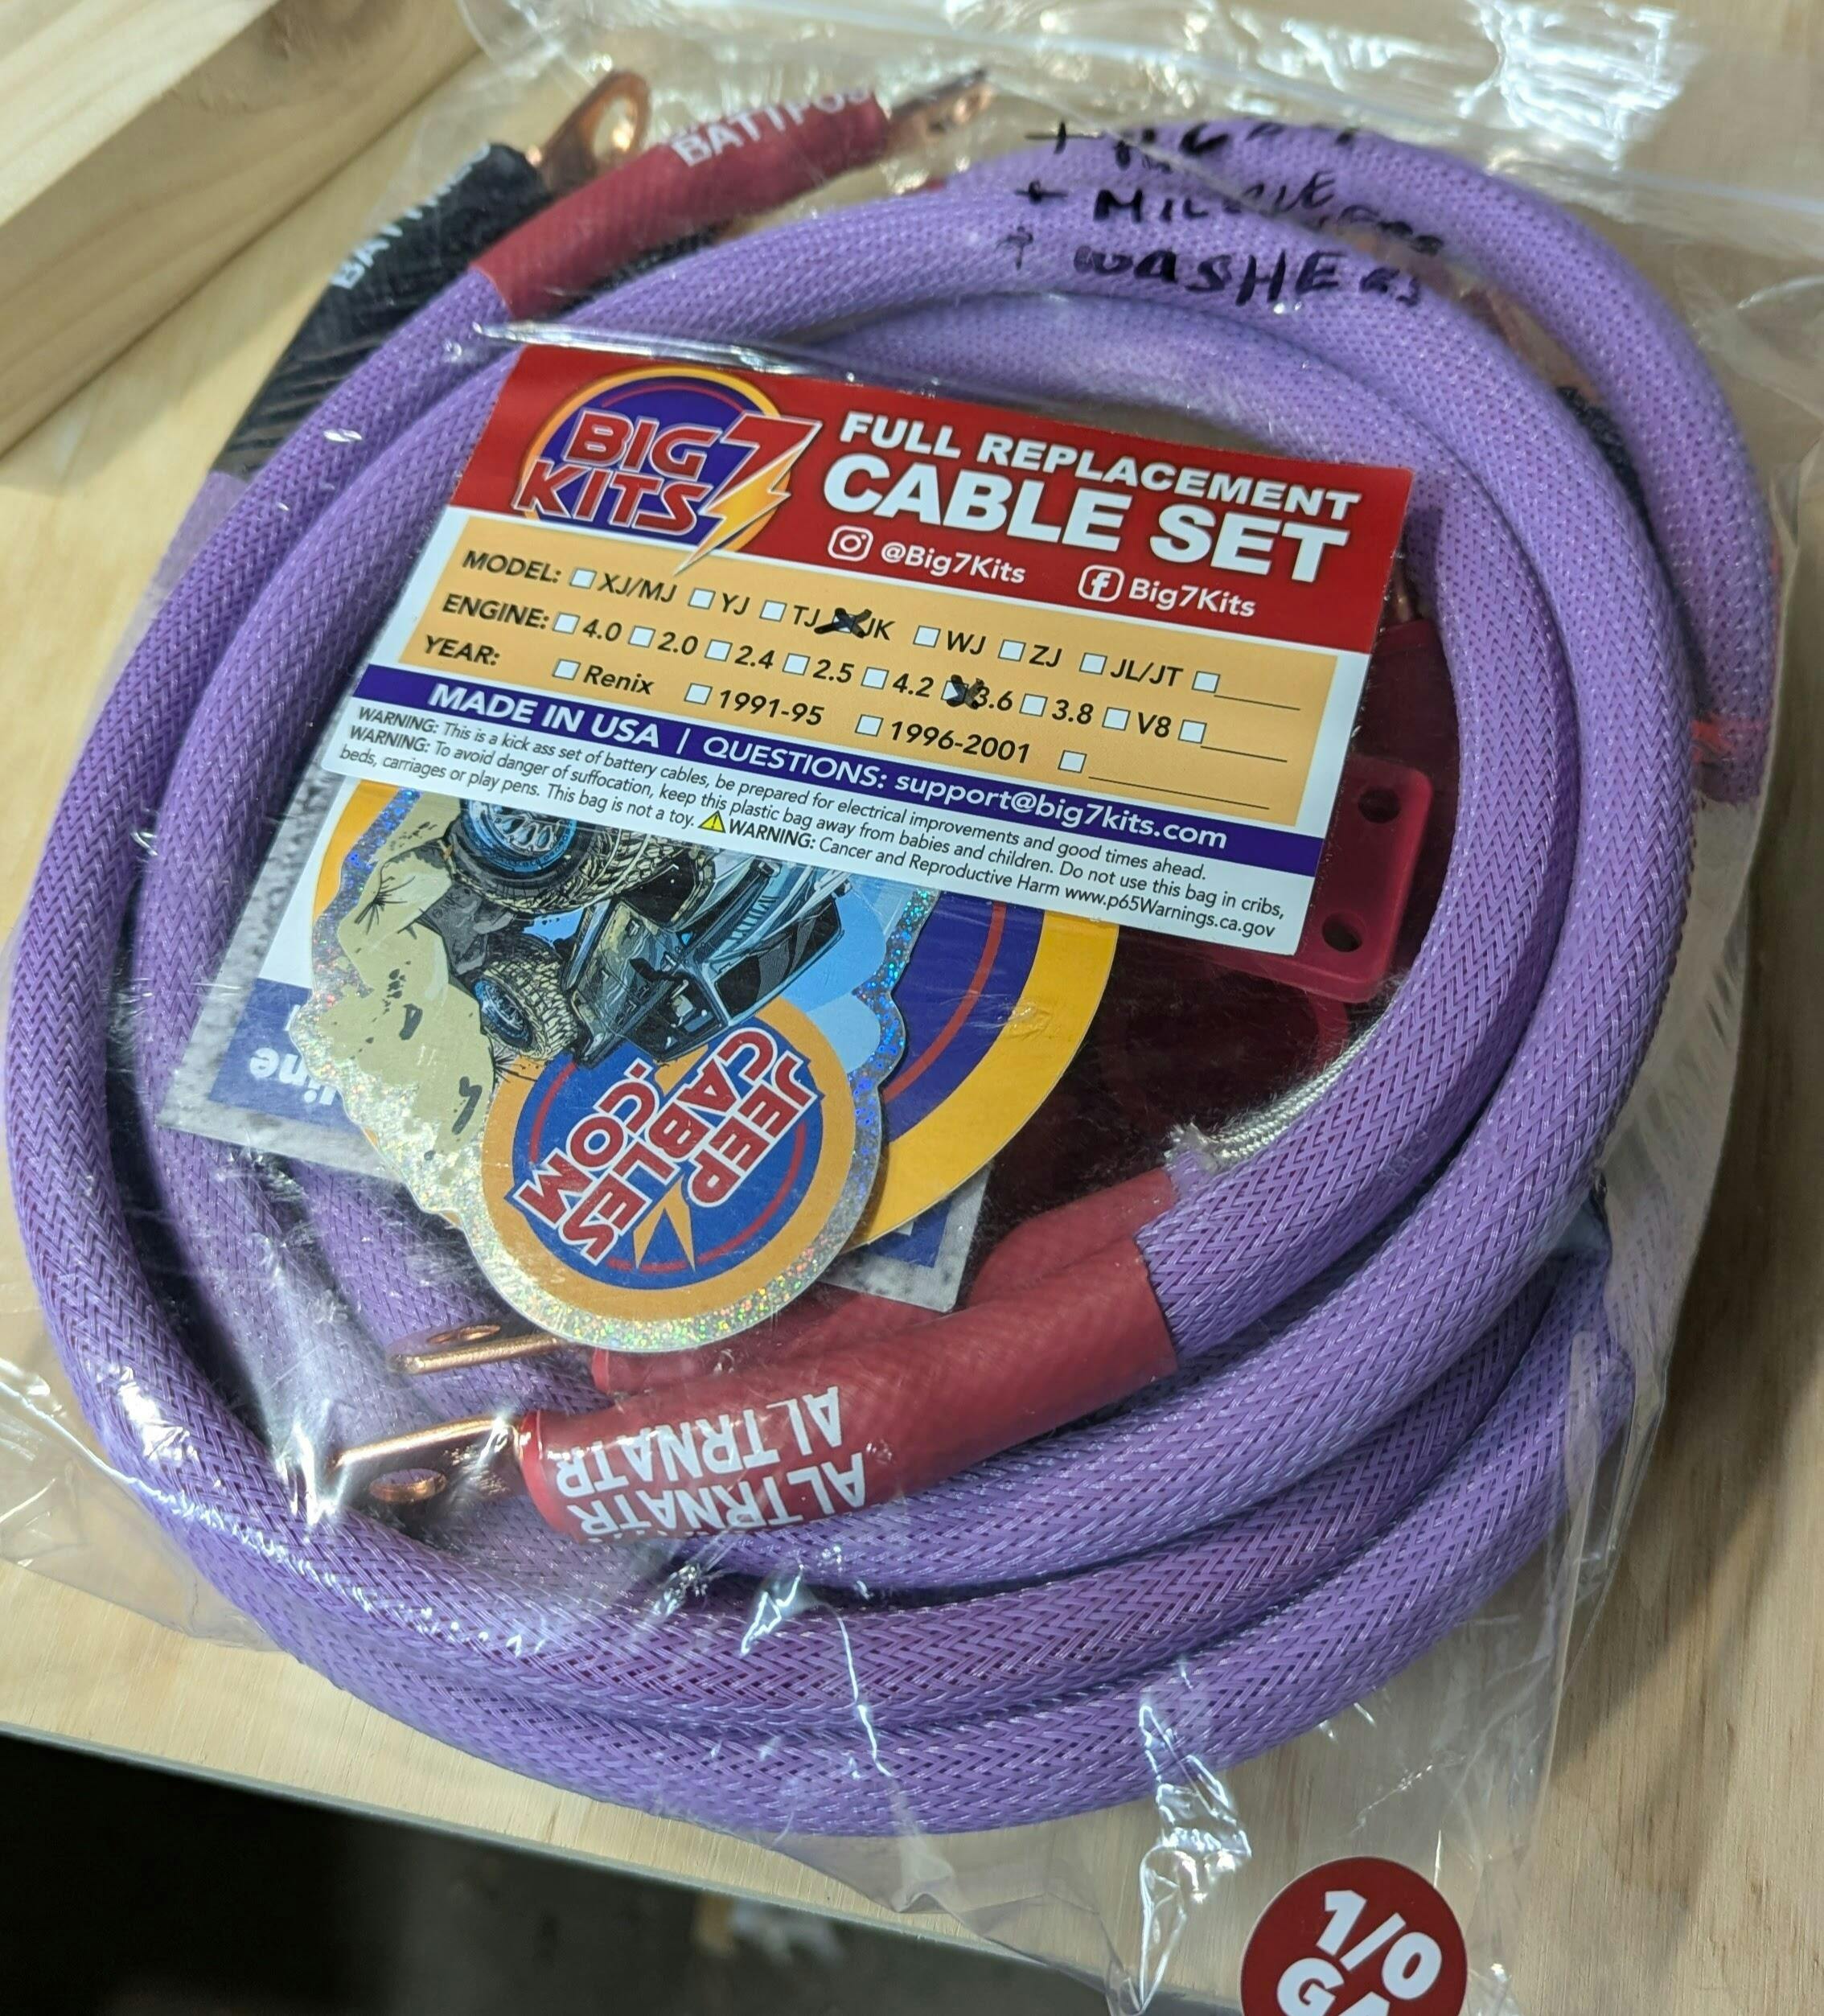 BATTPOS
BATT
+ MIL
+ WASHERS
BIG 7
KITS
FULL REPLACEMENT
CABLE SET
@Big7Kits Big7Kits
MODEL: XJ/MJ YJ TJ JK WJ ZJ JL/JT
ENGINE: 4.0 2.0 2.4 2.5 4.2 3.6 3.8 V8
YEAR: Renix 1991-95 1996-2001
MADE IN USA | QUESTIONS: support@big7kits.com
WARNING: This is a kick ass set of battery cables, be prepared for electrical improvements and good times ahead.
WARNING: To avoid danger of suffocation, keep this plastic bag away from babies and children. Do not use this bag in cribs,
beds, carriages or play pens. This bag is not a toy. ⚠WARNING: Cancer and Reproductive Harm www.p65Warnings.ca.gov
JEEP
CABLES
.COM
ALTRNATR
ALTRNATR
1/0
GA